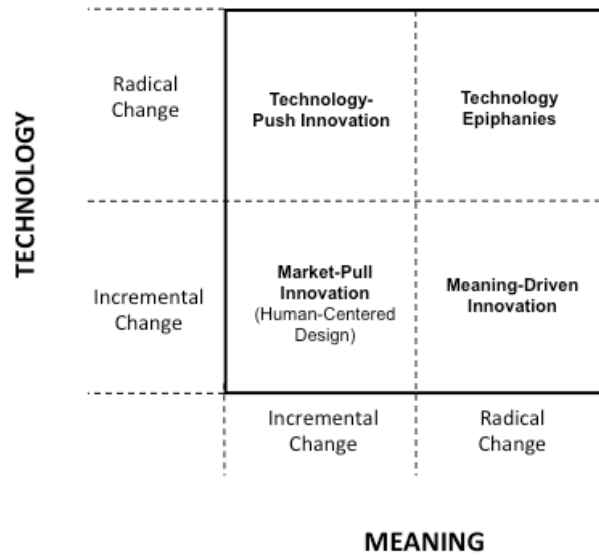 TECHNOLOGY
Radical
Change
Technology-
Push Innovation
Technology
Epiphanies
Incremental
Change
Market-Pull
Innovation
(Human-Centered
Design)
Meaning-Driven
Innovation
Incremental
Change
Radical
Change
MEANING